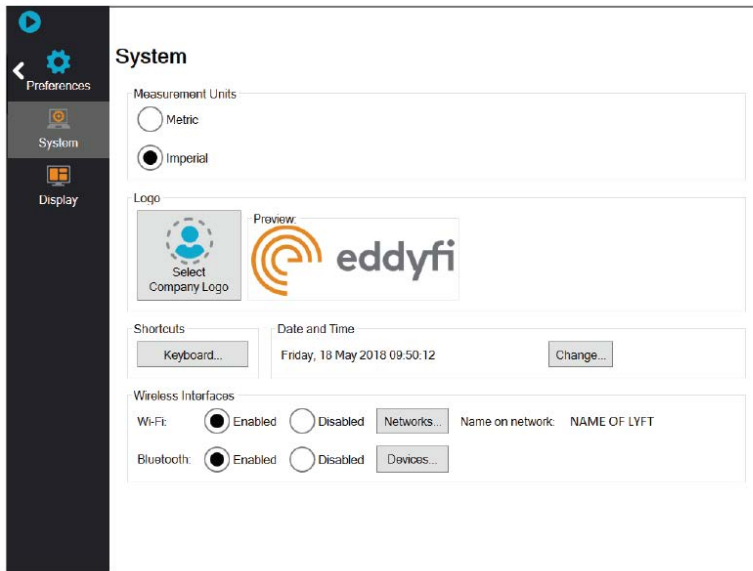 Preferences
System
Display
System
Measurement Units
Metric
Imperial
Logo
Select
Company Logo
Preview:
eddyfi
Shortcuts
Keyboard...
Date and Time
Friday, 18 May 2018 09:50:12
Change...
Wireless Interfaces
Wi-Fi: Enabled Disabled Networks... Name on network: NAME OF LYFT
Bluetooth: Enabled Disabled Devices...